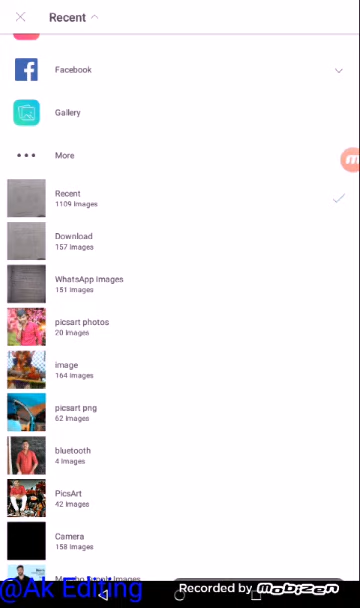 Recent
Facebook
Gallery
More
Recent
1109 Images
Download
157 Images
WhatsApp Images
151 Images
picsart photos
20 Images
image
164 Images
picsart png
62 Images
bluetooth
4 Images
PicsArt
42 Images
Camera
158 Images
Images
@Ak Editing
Recorded by Mobizen